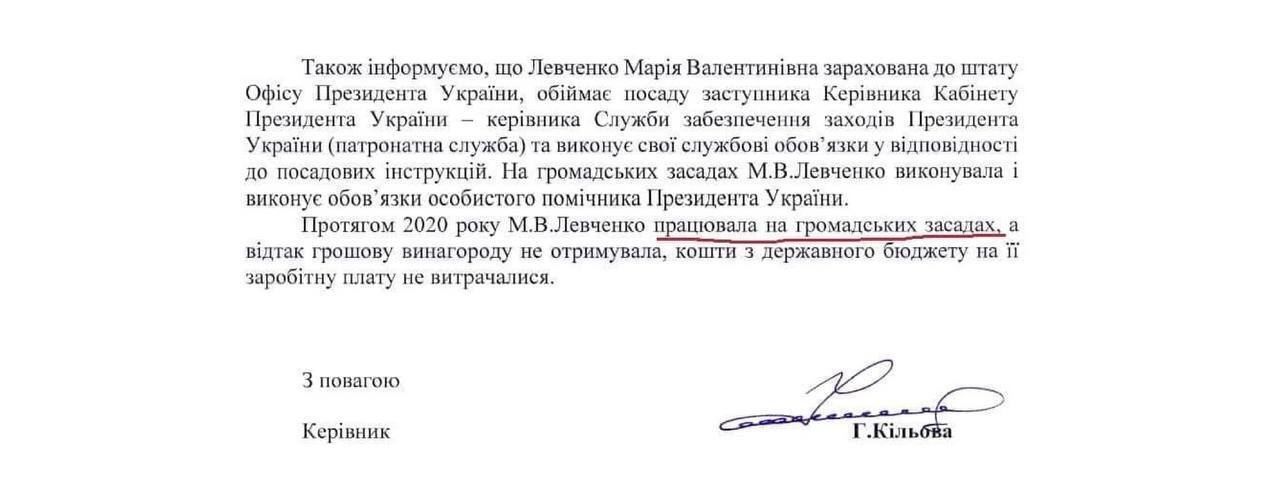 Також інформуємо, що Левченко Марія Валентинівна зарахована до штату
Офісу Президента України, обіймає посаду заступника Керівника Кабінету
Президента України – керівника Служби забезпечення заходів Президента
України (патронатна служба) та виконує свої службові обов’язки у відповідності
до посадових інструкцій. На громадських засадах М.В.Левченко виконувала і
виконує обов’язки особистого помічника Президента України.
Протягом 2020 року М.В.Левченко працювала на громадських засадах, а
відтак грошову винагороду не отримувала, кошти з державного бюджету на її
заробітну плату не витрачалися.
З повагою
Керівник
Г.Кільова